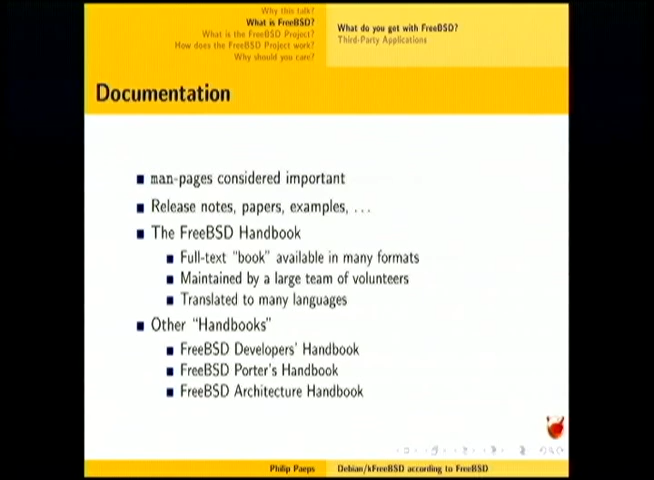 Why this talk?
What is FreeBSD?
What is the FreeBSD Project?
How does the FreeBSD Project work?
Why should you care?
What do you get with FreeBSD?
Third-Party Applications
Documentation
man-pages considered important
Release notes, papers, examples, ...
The FreeBSD Handbook
Full-text "book" available in many formats
Maintained by a large team of volunteers
Translated to many languages
Other "Handbooks"
FreeBSD Developers' Handbook
FreeBSD Porter's Handbook
FreeBSD Architecture Handbook
Philip Paeps
Debian/kFreeBSD according to FreeBSD